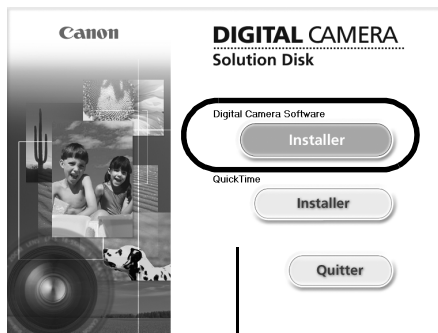 Canon
DIGITAL CAMERA
Solution Disk
Digital Camera Software
Installer
QuickTime
Installer
Quitter